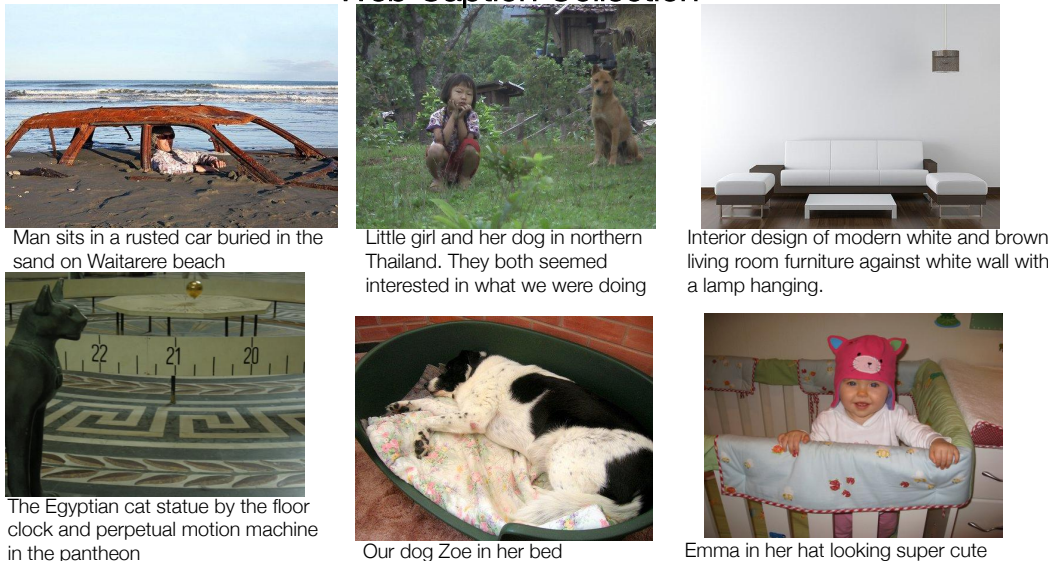 Web Caption Collection
Man sits in a rusted car buried in the
sand on Waitarere beach
Little girl and her dog in northern
Thailand. They both seemed
interested in what we were doing
Interior design of modern white and brown
living room furniture against white wall with
a lamp hanging.
22 21 20
The Egyptian cat statue by the floor
clock and perpetual motion machine
in the pantheon
Our dog Zoe in her bed
Emma in her hat looking super cute